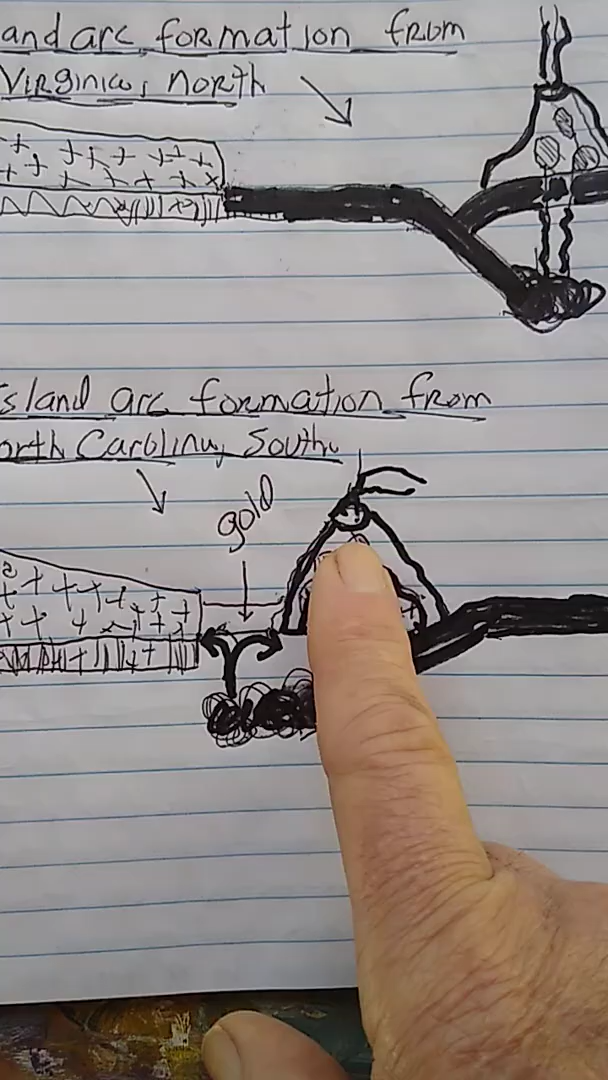 and arc formation from
Virginia, north
island arc formation from
orth Carolina, South
gold